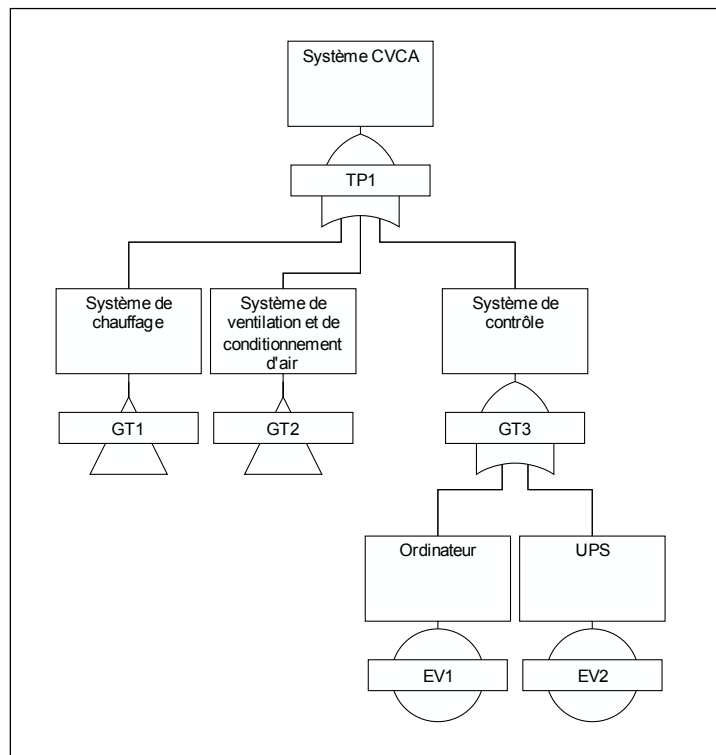 Système CVCA
TP1
Système de
chauffage
Système de
ventilation et de
conditionnement
d'air
Système de
contrôle
GT1
GT2
GT3
Ordinateur
UPS
EV1
EV2